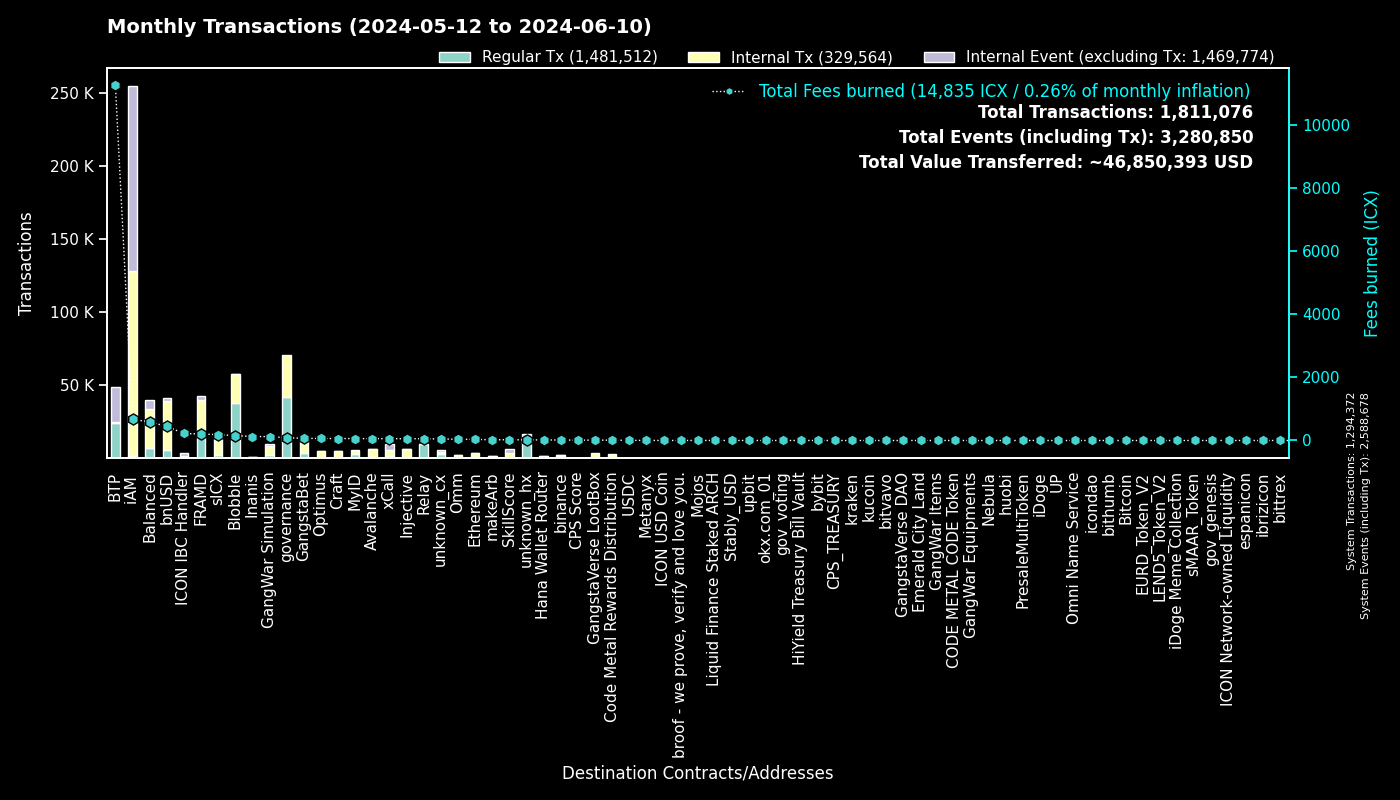 Monthly Transactions (2024-05-12 to 2024-06-10)
Regular Tx (1,481,512)
Internal Tx (329,564)
Internal Event (excluding Tx: 1,469,774)
Total Fees burned (14,835 ICX / 0.26% of monthly inflation)
Total Transactions: 1,811,076
Total Events (including Tx): 3,280,850
Total Value Transferred: ~46,850,393 USD
Transactions
250 K
200 K
150 K
100 K
50 K
10000
8000
6000
4000
2000
0
Fees burned (ICX)
System Transactions: 1,294,372
System Events (including Tx): 2,588,678
BTP
iAM
Balanced
bnUSD
ICON IBC Handler
FRAMD
sICX
Blobble
Inanis
GangWar Simulation
governance
GangstaBet
Optimus
Craft
MyID
Avalanche
xCall
Injective
Relay
unknown_cx
Omm
Ethereum
makeArb
SkillScore
unknown_hx
Hana Wallet Router
binance
CPS Score
GangstaVerse LootBox
Code Metal Rewards Distribution
USDC
Metanyx
ICON USD Coin
broof - we prove, verify and love you.
Mojos
Liquid Finance Staked ARCH
Stably_USD
upbit
okx.com_01
gov_voting
HiYield Treasury Bill Vault
bybit
CPS_TREASURY
kraken
kucoin
bitvavo
GangstaVerse DAO
Emerald City Land
GangWar Items
CODE METAL CODE Token
GangWar Equipments
Nebula
huobi
PresaleMultiToken
iDoge
UP
Omni Name Service
icondao
bithumb
Bitcoin
EURD_Token_V2
LEND5_Token_V2
iDoge Meme Collection
sMAAR_Token
gov_genesis
ICON Network-owned Liquidity
espanicon
ibrizicon
bittrex
Destination Contracts/Addresses